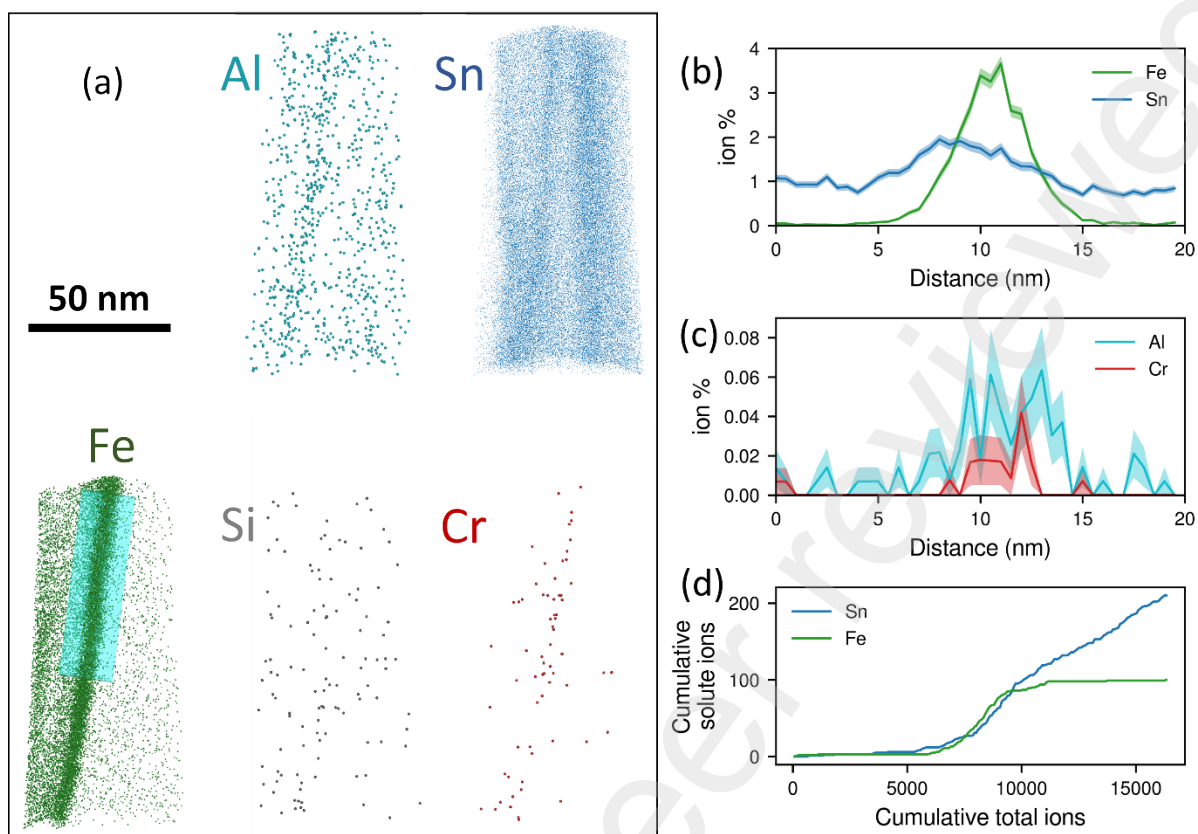 (a)
Al
Sn
50 nm
Fe
Si
Cr
(b)
4
3
2
1
0
ion %
Fe
Sn
0 5 10 15 20
Distance (nm)
(c)
0.08
0.06
0.04
0.02
0.00
ion %
Al
Cr
0 5 10 15 20
Distance (nm)
(d)
200
100
0
Cumulative
solute ions
Sn
Fe
0 5000 10000 15000
Cumulative total ions
eer reviewe